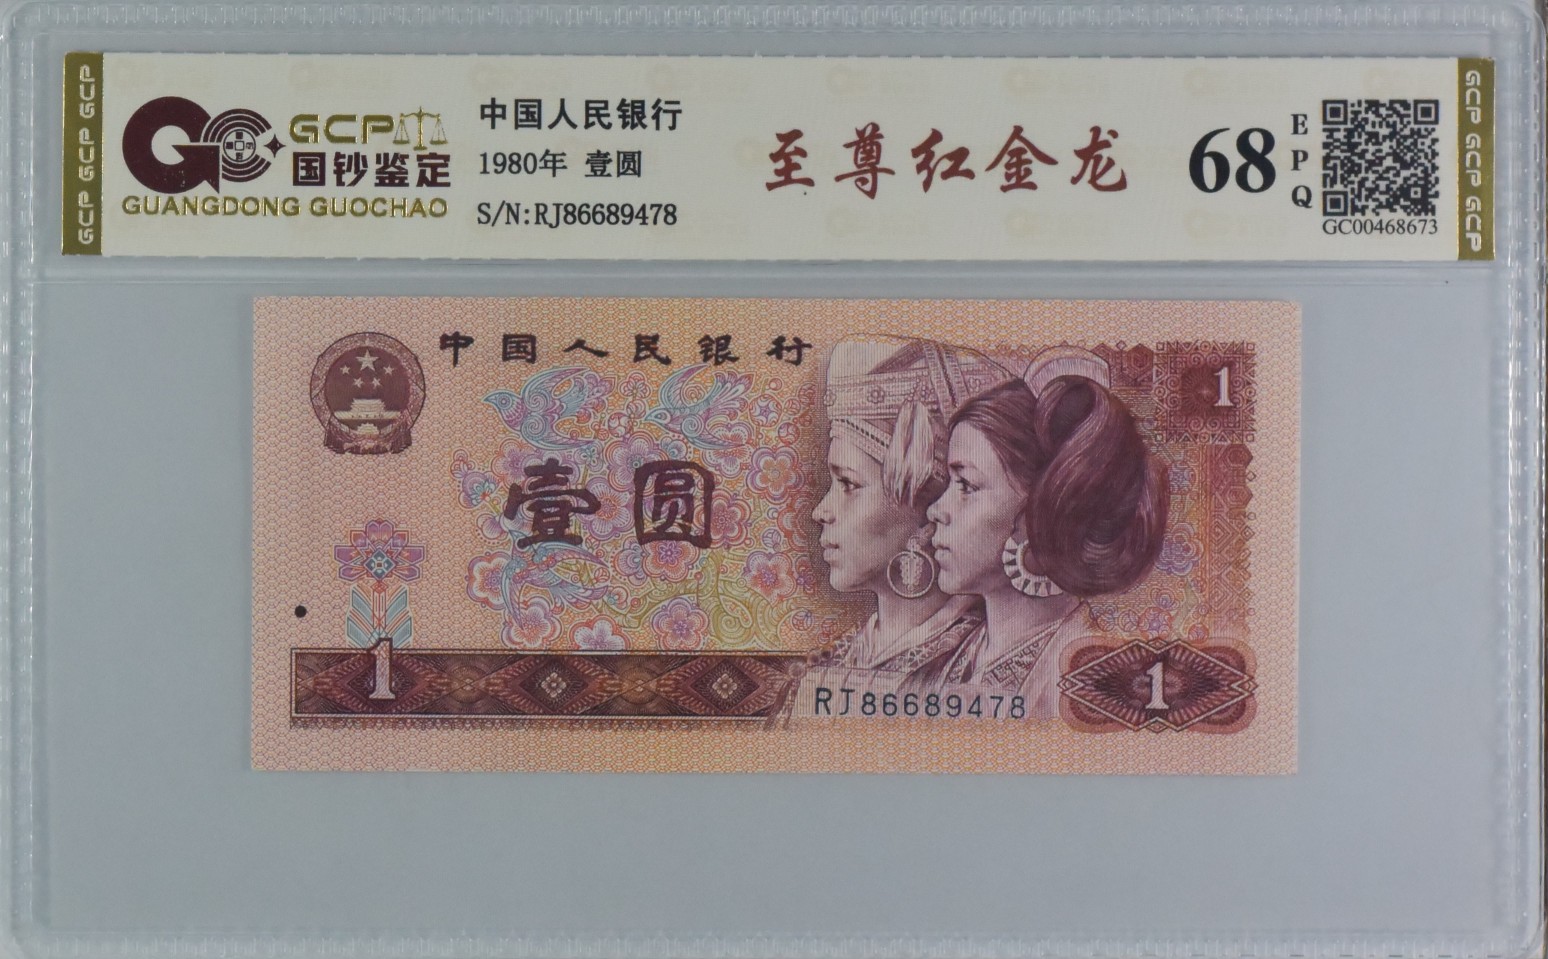 GCP GCP GCP
GCP
国钞鉴定
GUANGDONG GUOCHAO
中国人民银行
1980年 壹圆
S/N:RJ86689478
至尊红金龙
68
EPQ
GC00468673
GCP GCP GCP
中国人民银行
1
壹圆
1
RJ86689478
1